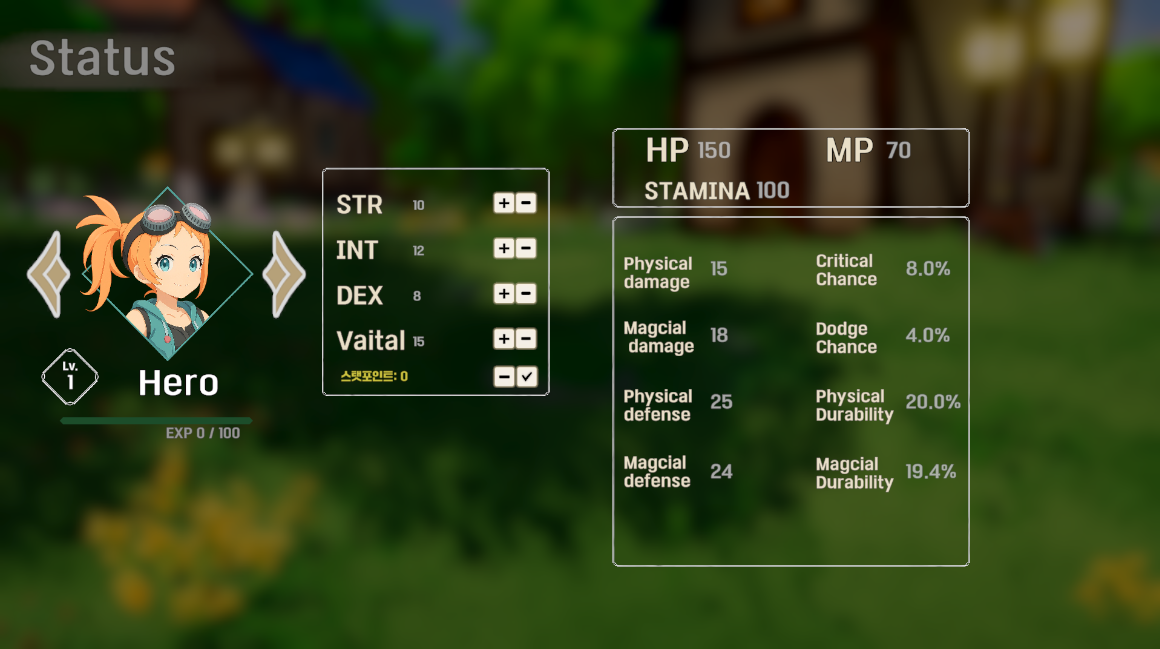 Status
Lv.
1
Hero
EXP 0 / 100
STR 10 + -
INT 12 + -
DEX 8 + -
Vaital 15 + -
스탯포인트: 0 - ✓
HP 150 MP 70
STAMINA 100
Physical
damage 15
Critical
Chance 8.0%
Magcial
damage 18
Dodge
Chance 4.0%
Physical
defense 25
Physical
Durability 20.0%
Magcial
defense 24
Magcial
Durability 19.4%